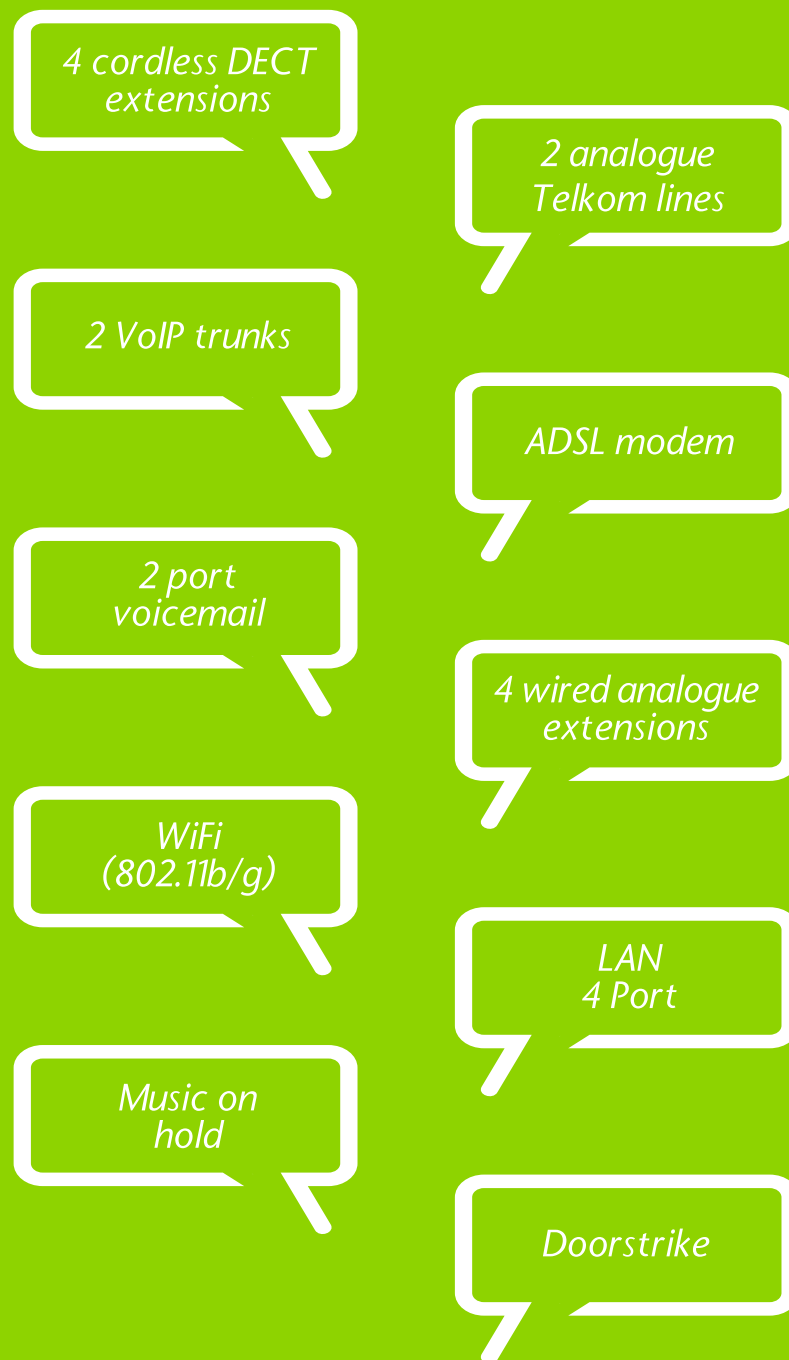 4 cordless DECT
extensions
2 analogue
Telkom lines
2 VoIP trunks
ADSL modem
2 port
voicemail
4 wired analogue
extensions
WiFi
(802.11b/g)
LAN
4 Port
Music on
hold
Doorstrike